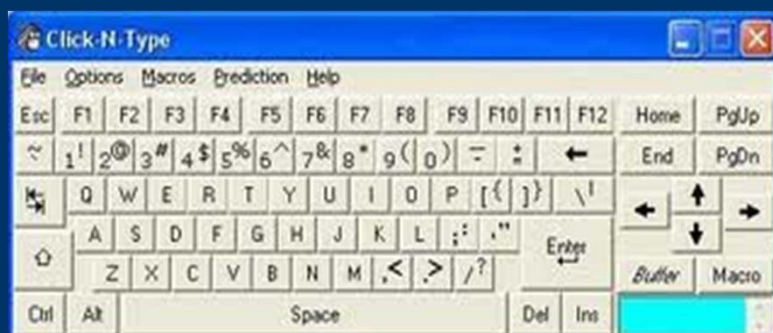 Click-N-Type
File Options Macros Prediction Help
Esc F1 F2 F3 F4 F5 F6 F7 F8 F9 F10 F11 F12 Home PgUp
~ 1! 2@ 3# 4$ 5% 6^ 7& 8* 9( 0) ← End PgDn
Q W E R T Y U I O P [{ ]} \| ← ↑ →
A S D F G H J K L ;: '" Enter ↓
Z X C V B N M ,< .> /? Buffer Macro
Ctrl Alt Space Del Ins